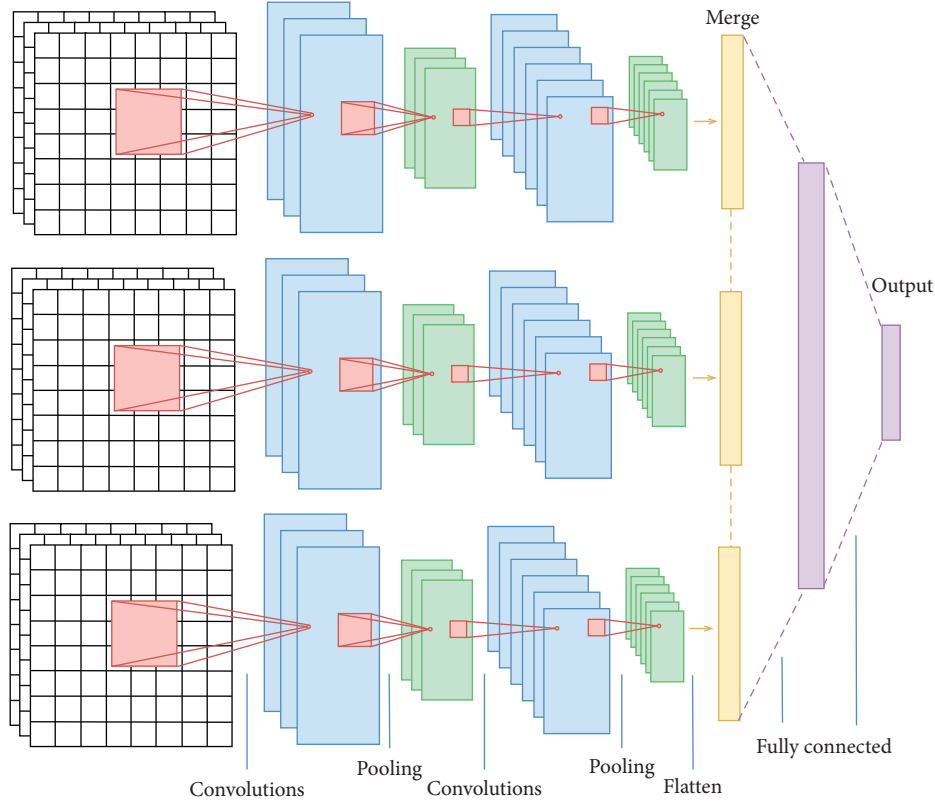 Merge
Output
Fully connected
Pooling
Pooling
Convolutions
Convolutions
Flatten